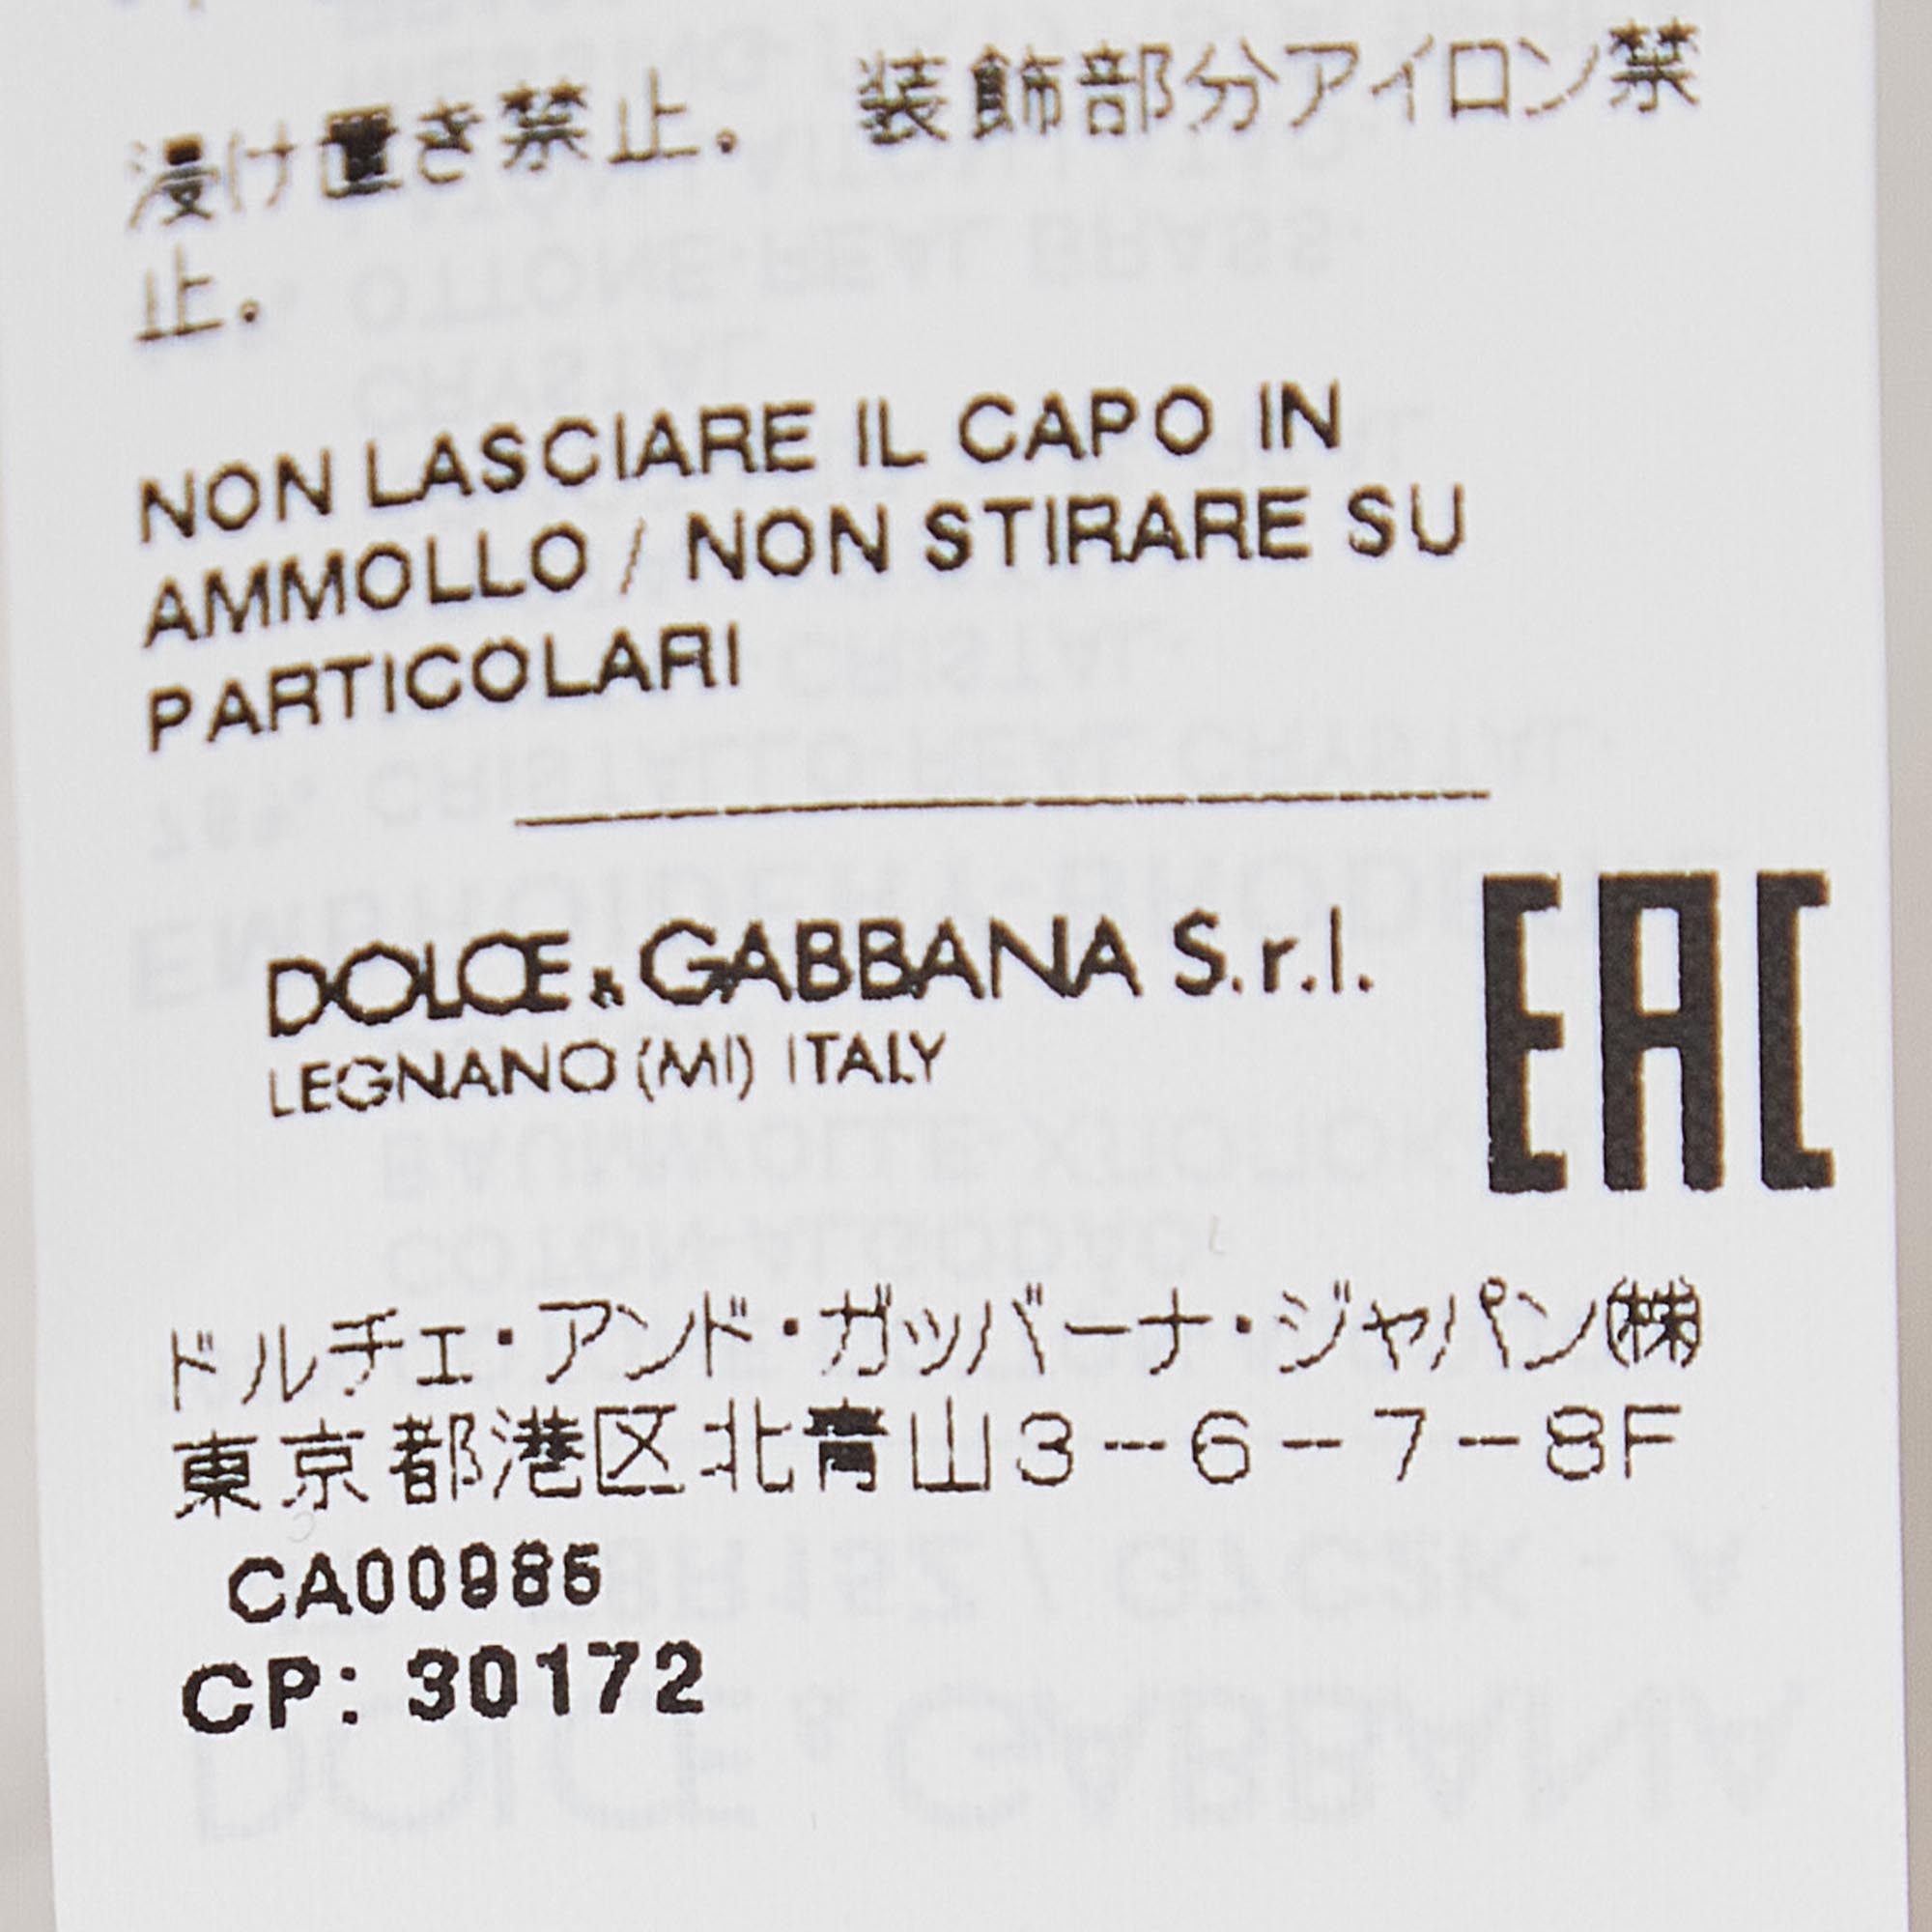 浸け置き禁止. 装飾部分アイロン禁
止.
NON LASCIARE IL CAPO IN
AMMOLLO / NON STIRARE SU
PARTICOLARI
DOLCE & GABBANA S.r.l.
LEGNANO (MI) ITALY
EAC
ドルチェ・アンド・ガッバーナ・ジャパン㈱
東京都港区北青山3-6-7-8F
CA00985
CP: 30172